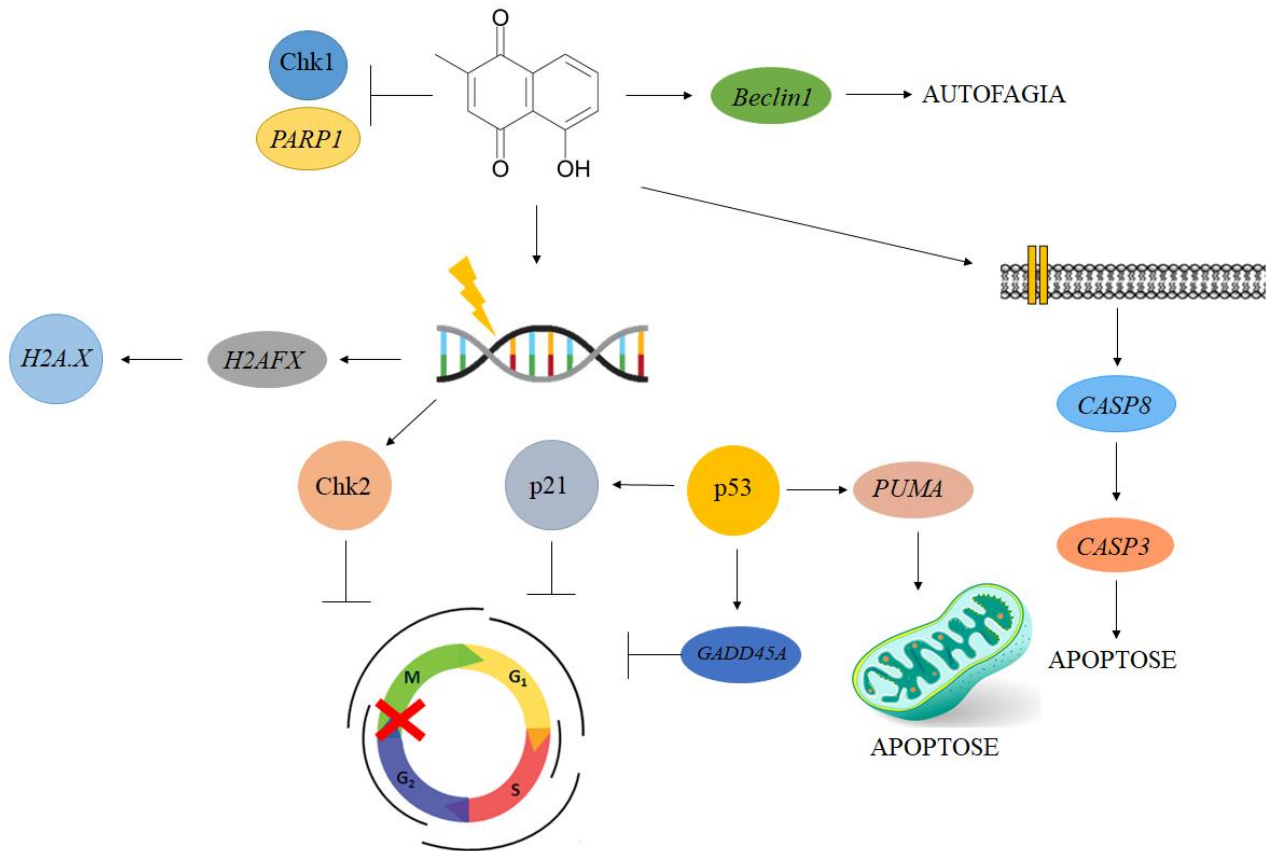 O
Chk1
Beclin1
AUTOFAGIA
PARP1
O
OH
H2A.X
H2AFX
CASP8
Chk2
p21
p53
PUMA
CASP3
GADD45A
APOPTOSE
M
G₁
G₂
S
APOPTOSE